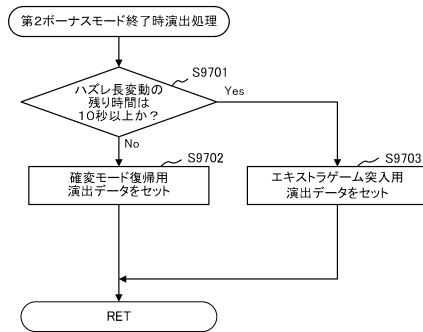 第2ボーナスモード終了時演出処理
S9701
ハズレ長変動の
残り時間は
10秒以上か?
Yes
No
S9702
確変モード復帰用
演出データをセット
S9703
エキストラゲーム突入用
演出データをセット
RET